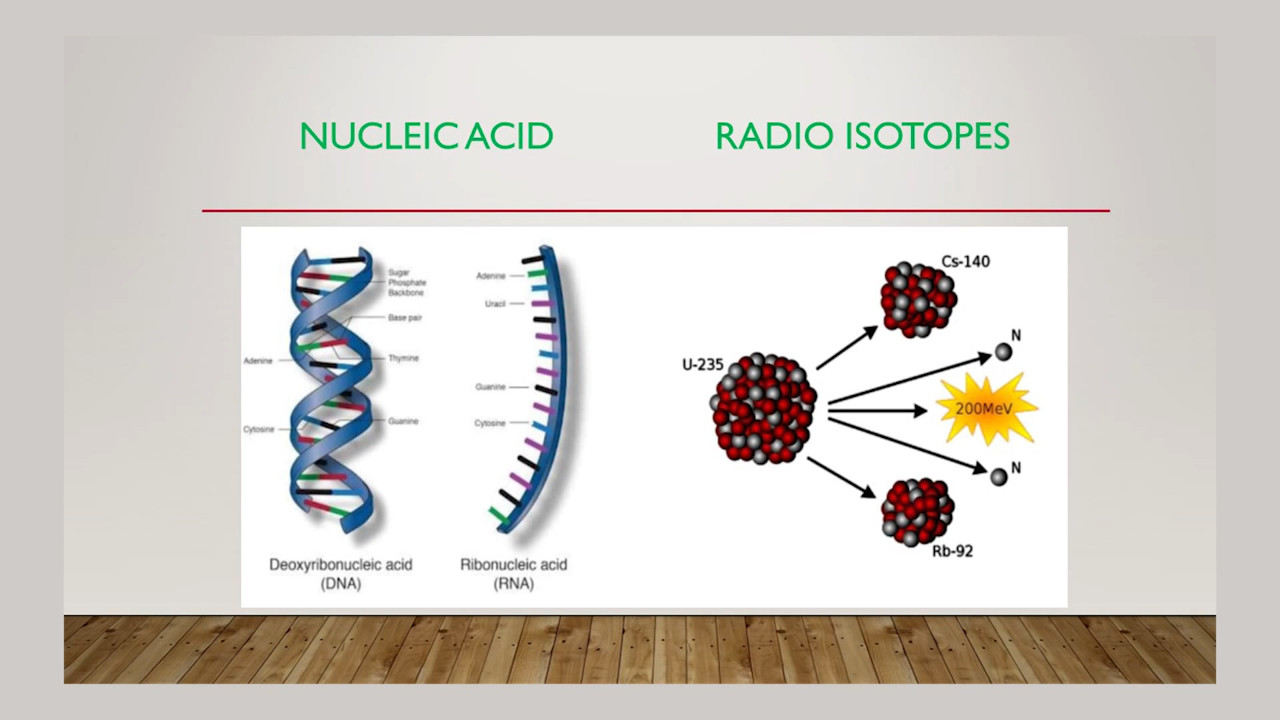 NUCLEIC ACID
RADIO ISOTOPES
Sugar
Phosphate
Backbone
Base pair
Adenine
Thymine
Cytosine
Guanine
Deoxyribonucleic acid
(DNA)
Adenine
Uracil
Guanine
Cytosine
Ribonucleic acid
(RNA)
U-235
Cs-140
N
200MeV
N
Rb-92